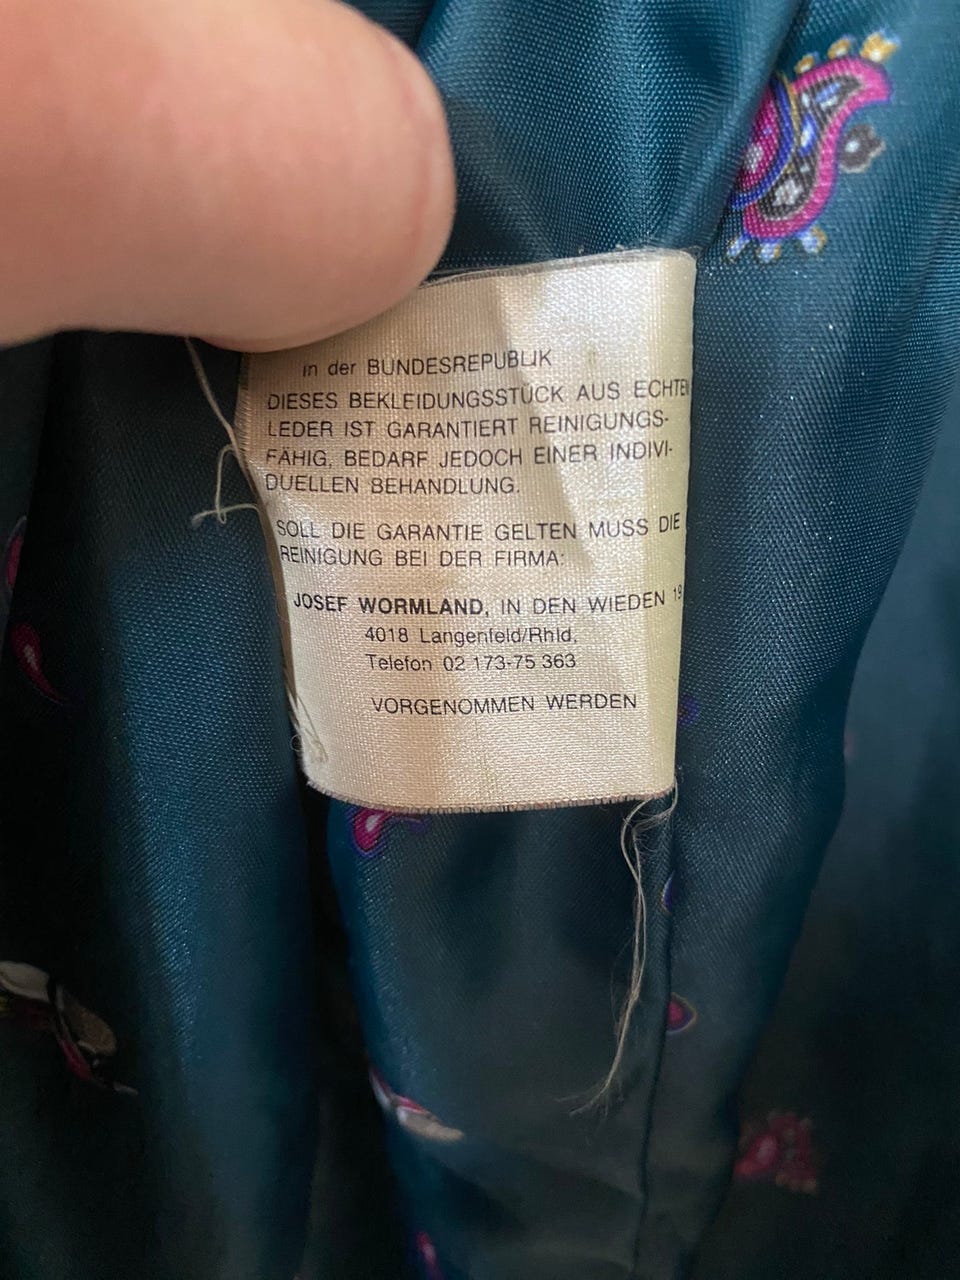 in der BUNDESREPUBLIK
DIESES BEKLEIDUNGSSTÜCK AUS ECHTEN
LEDER IST GARANTIERT REINIGUNGS-
FÄHIG, BEDARF JEDOCH EINER INDIVI-
DUELLEN BEHANDLUNG.
SOLL DIE GARANTIE GELTEN MUSS DIE
REINIGUNG BEI DER FIRMA:
JOSEF WORMLAND, IN DEN WIEDEN 19
4018 Langenfeld/Rhld,
Telefon 02 173-75 363
VORGENOMMEN WERDEN